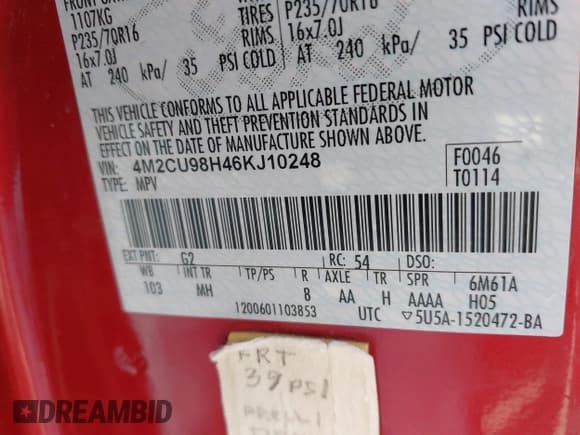 1107KG TIRES P235/70R16 RIMS
P235/70R16 RIMS 16x7.0J
16x7.0J AT 240 kPa/ 35 PSI COLD
AT 240 kPa/ 35 PSI COLD
THIS VEHICLE CONFORMS TO ALL APPLICABLE FEDERAL MOTOR
VEHICLE SAFETY AND THEFT PREVENTION STANDARDS IN
EFFECT ON THE DATE OF MANUFACTURE SHOWN ABOVE.
VIN: 4M2CU98H46KJ10248 F0046
TYPE: MPV T0114
EXT PNT: G2 RC: 54 DSO:
WB INT TR TP/PS R AXLE TR SPR 6M61A
103 MH 8 AA H AAAA H05
1200601103853 UTC ▽5U5A-1520472-BA
FRT
39 PSI
DREAMBID